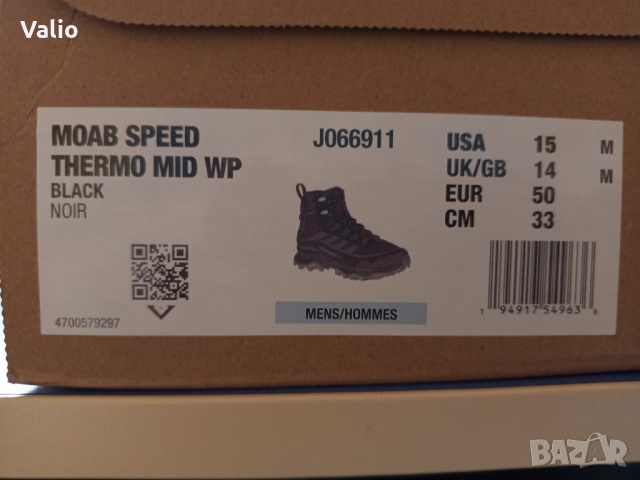 Valio
MOAB SPEED
THERMO MID WP
BLACK
NOIR
J066911
USA 15 M
UK/GB 14 M
EUR 50
CM 33
4700579297
MENS/HOMMES
1 94917 54963 6
BAZAR